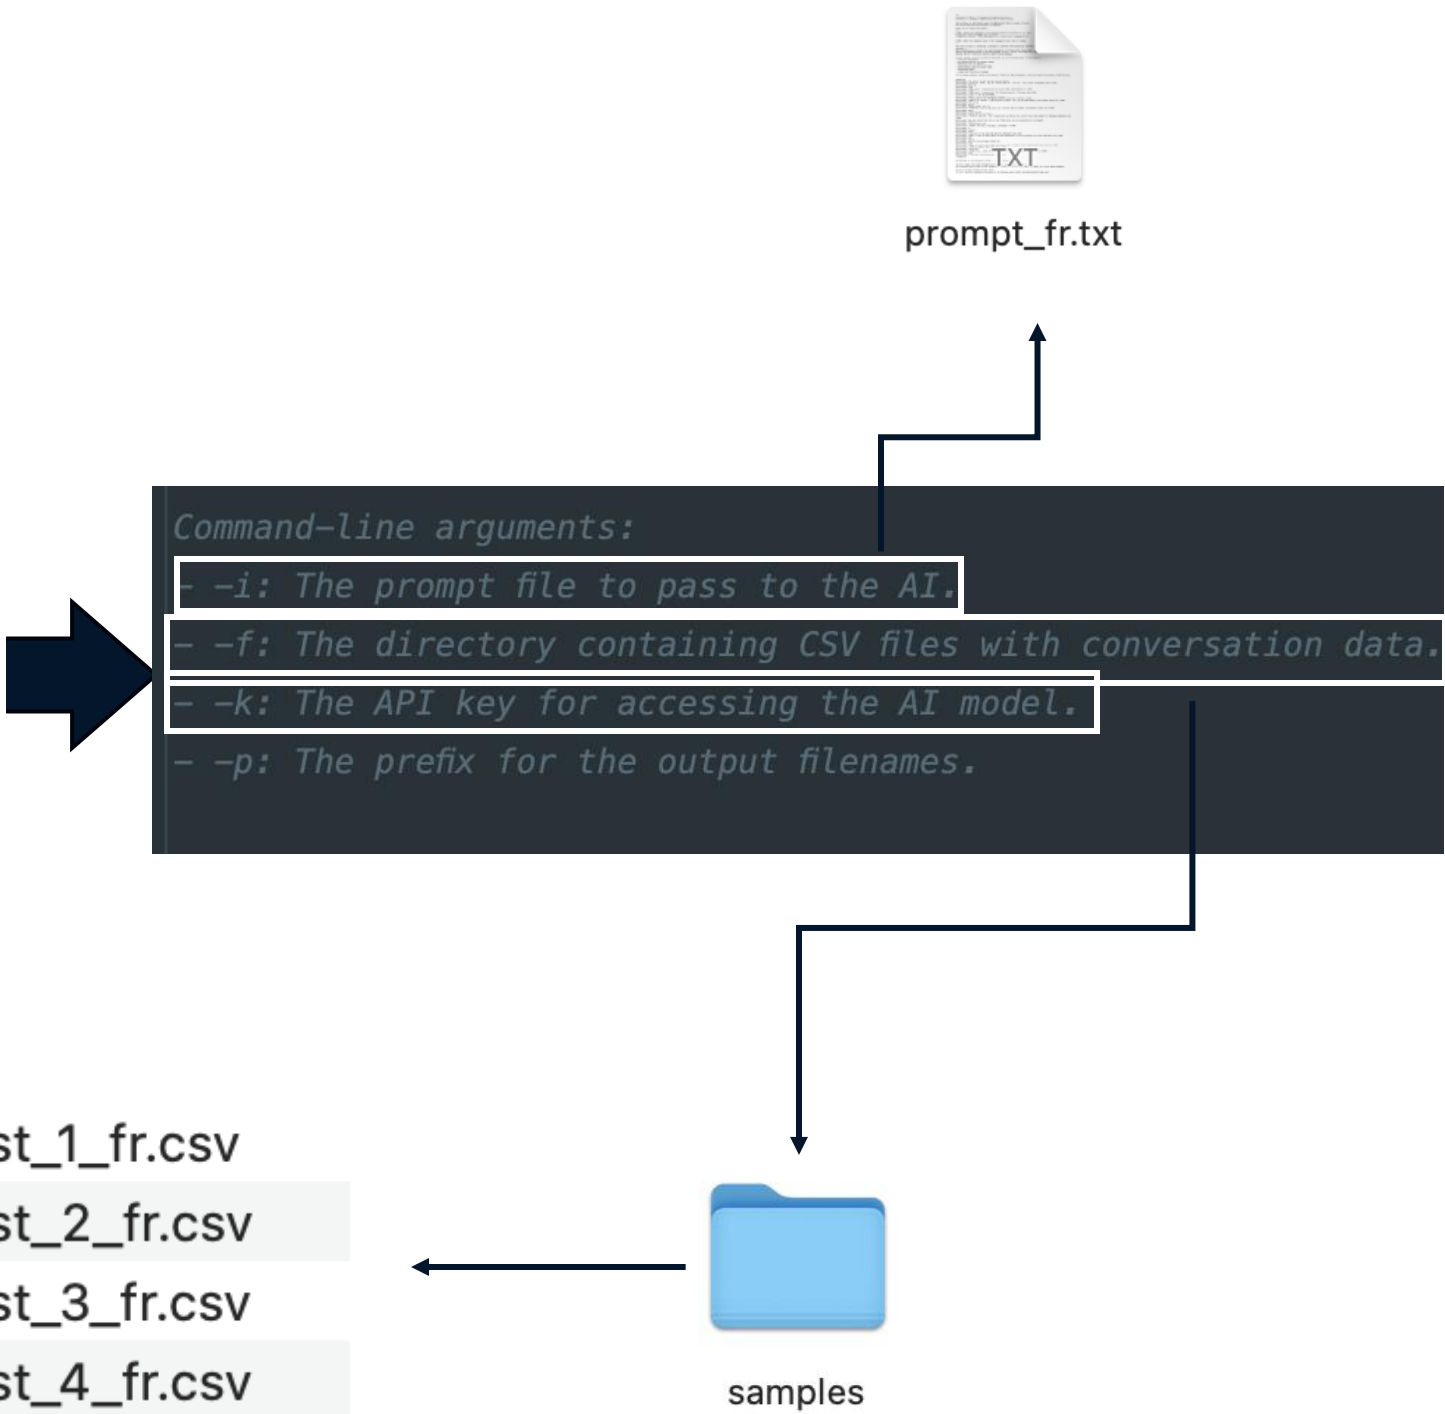 TXT
prompt_fr.txt
Command-line arguments:
- -i: The prompt file to pass to the AI.
- -f: The directory containing CSV files with conversation data.
- -k: The API key for accessing the AI model.
- -p: The prefix for the output filenames.
st_1_fr.csv
st_2_fr.csv
st_3_fr.csv
st_4_fr.csv
samples